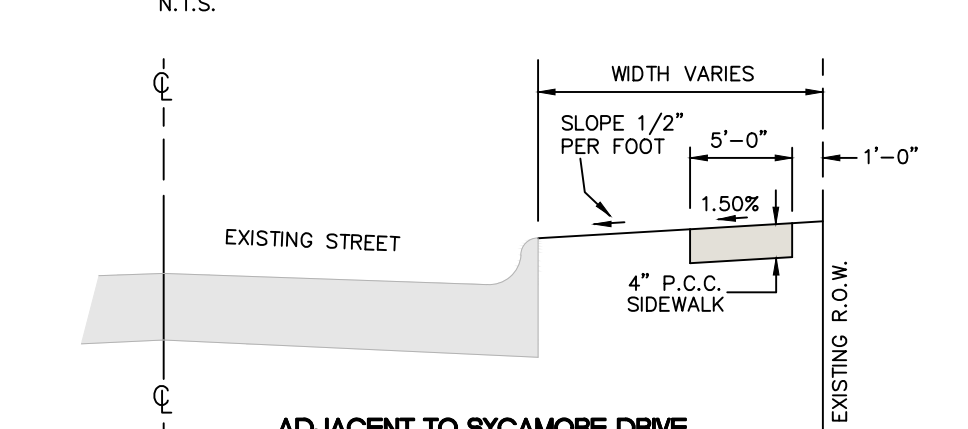 N.T.S.
℄
WIDTH VARIES
SLOPE 1/2”
PER FOOT
5'-0”
1'-0”
1.50%
EXISTING STREET
4” P.C.C.
SIDEWALK
EXISTING R.O.W.
℄
ADJACENT TO SYCAMORE DRIVE